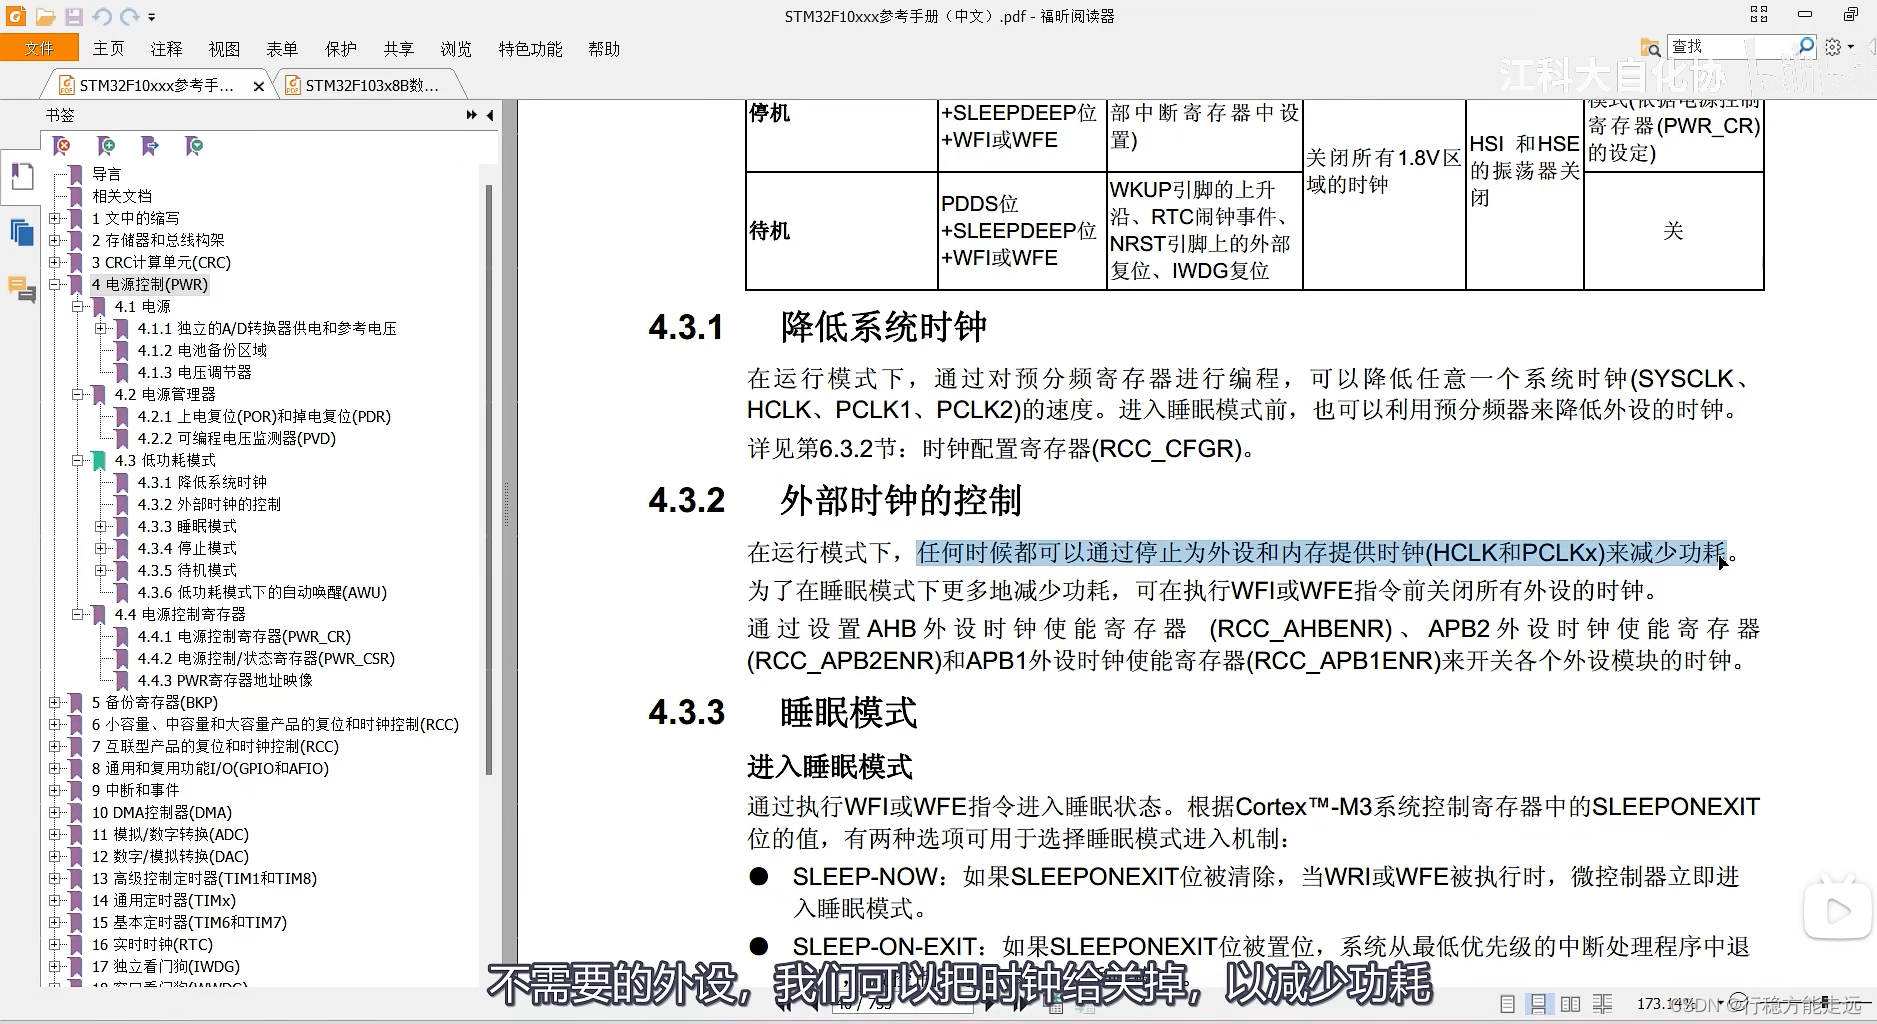 STM32F10xxx参考手册（中文）.pdf - 福昕阅读器
文件 主页 注释 视图 表单 保护 共享 浏览 特色功能 帮助
查找
江科大自化协
STM32F10xxx参考手... STM32F103x8B数...
书签
导言
相关文档
1 文中的缩写
2 存储器和总线构架
3 CRC计算单元(CRC)
4 电源控制(PWR)
4.1 电源
4.1.1 独立的A/D转换器供电和参考电压
4.1.2 电池备份区域
4.1.3 电压调节器
4.2 电源管理器
4.2.1 上电复位(POR)和掉电复位(PDR)
4.2.2 可编程电压监测器(PVD)
4.3 低功耗模式
4.3.1 降低系统时钟
4.3.2 外部时钟的控制
4.3.3 睡眠模式
4.3.4 停止模式
4.3.5 待机模式
4.3.6 低功耗模式下的自动唤醒(AWU)
4.4 电源控制寄存器
4.4.1 电源控制寄存器(PWR_CR)
4.4.2 电源控制/状态寄存器(PWR_CSR)
4.4.3 PWR寄存器地址映像
5 备份寄存器(BKP)
6 小容量、中容量和大容量产品的复位和时钟控制(RCC)
7 互联型产品的复位和时钟控制(RCC)
8 通用和复用功能I/O(GPIO和AFIO)
9 中断和事件
10 DMA控制器(DMA)
11 模拟/数字转换(ADC)
12 数字/模拟转换(DAC)
13 高级控制定时器(TIM1和TIM8)
14 通用定时器(TIMx)
15 基本定时器(TIM6和TIM7)
16 实时时钟(RTC)
17 独立看门狗(IWDG)
18 窗口看门狗(WWDG)
停机
+SLEEPDEEP位
+WFI或WFE
部中断寄存器中设
置)
关闭所有1.8V区
域的时钟
HSI 和HSE
的振荡器关
闭
模式(依据电源控制
寄存器(PWR_CR)
的设定)
待机
PDDS位
+SLEEPDEEP位
+WFI或WFE
WKUP引脚的上升
沿、RTC闹钟事件、
NRST引脚上的外部
复位、IWDG复位
关
4.3.1 降低系统时钟
在运行模式下，通过对预分频寄存器进行编程，可以降低任意一个系统时钟(SYSCLK、
HCLK、PCLK1、PCLK2)的速度。进入睡眠模式前，也可以利用预分频器来降低外设的时钟。
详见第6.3.2节：时钟配置寄存器(RCC_CFGR)。
4.3.2 外部时钟的控制
在运行模式下，任何时候都可以通过停止为外设和内存提供时钟(HCLK和PCLKx)来减少功耗。
为了在睡眠模式下更多地减少功耗，可在执行WFI或WFE指令前关闭所有外设的时钟。
通过设置AHB外设时钟使能寄存器 (RCC_AHBENR)、APB2外设时钟使能寄存器
(RCC_APB2ENR)和APB1外设时钟使能寄存器(RCC_APB1ENR)来开关各个外设模块的时钟。
4.3.3 睡眠模式
进入睡眠模式
通过执行WFI或WFE指令进入睡眠状态。根据Cortex™-M3系统控制寄存器中的SLEEPONEXIT
位的值，有两种选项可用于选择睡眠模式进入机制：
● SLEEP-NOW：如果SLEEPONEXIT位被清除，当WRI或WFE被执行时，微控制器立即进
入睡眠模式。
● SLEEP-ON-EXIT：如果SLEEPONEXIT位被置位，系统从最低优先级的中断处理程序中退
不需要的外设，我们可以把时钟给关掉，以减少功耗
173.14%
CSDN @行稳方能走远